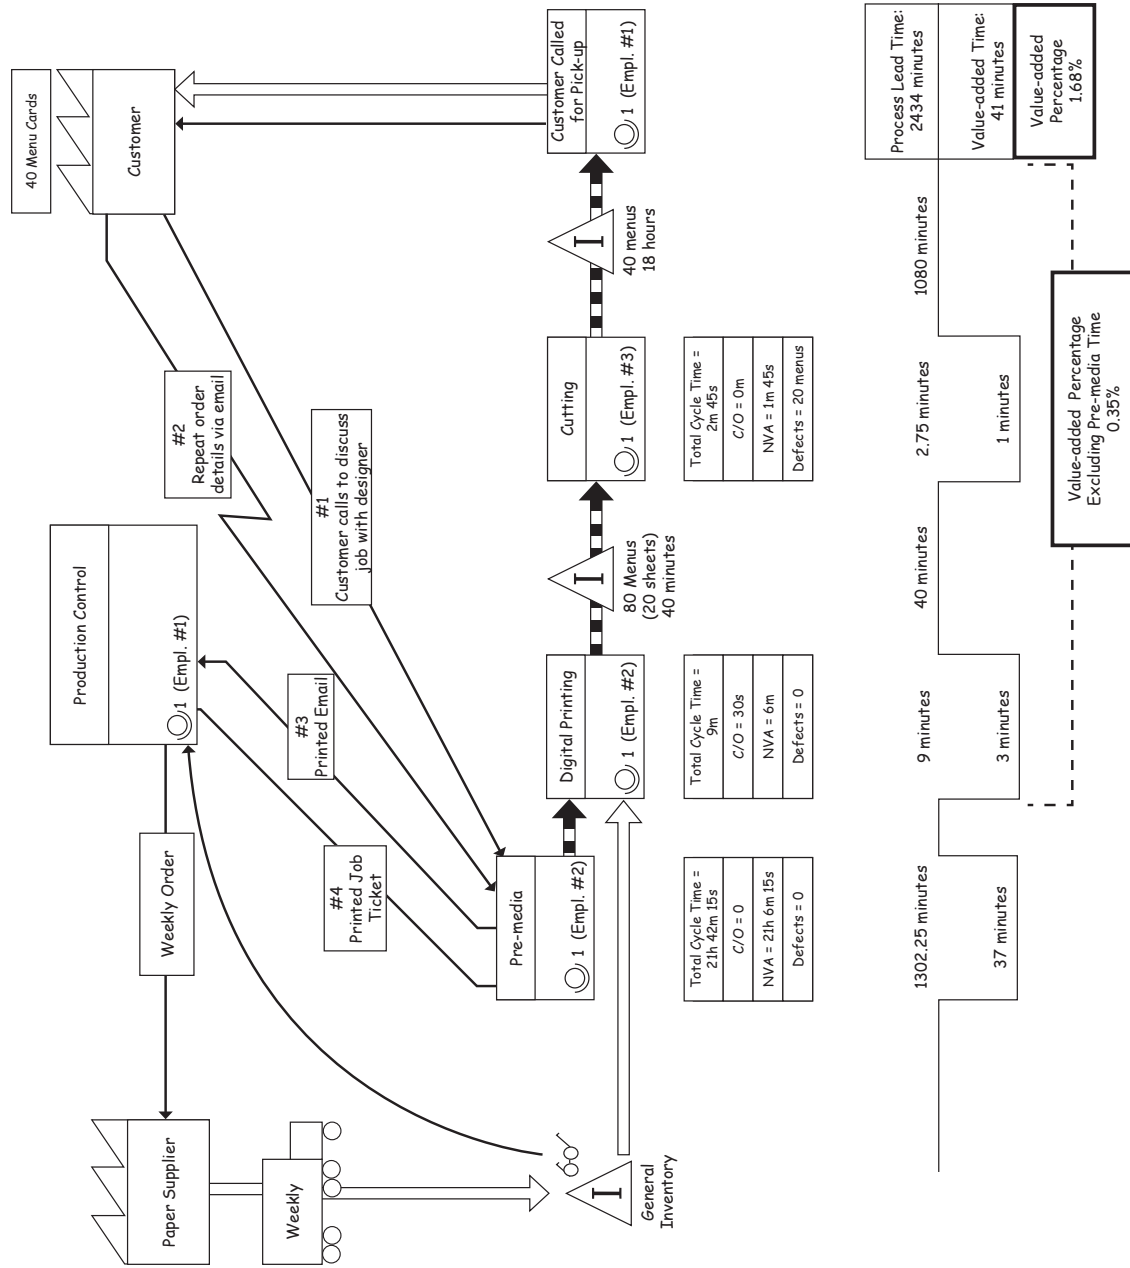 40 Menu Cards
Customer
Production Control
1 (Empl. #1)
Weekly Order
Paper Supplier
Weekly
#2
Repeat order
details via email
#1
Customer calls to discuss
job with designer
#3
Printed Email
#4
Printed Job
Ticket
I
General
Inventory
Pre-media
1 (Empl. #2)
Digital Printing
1 (Empl. #2)
I
80 Menus
(20 sheets)
40 minutes
Cutting
1 (Empl. #3)
I
40 menus
18 hours
Customer Called
for Pick-up
1 (Empl. #1)
Total Cycle Time =
21h 42m 15s
C/O = 0
NVA = 21h 6m 15s
Defects = 0
Total Cycle Time =
9m
C/O = 30s
NVA = 6m
Defects = 0
Total Cycle Time =
2m 45s
C/O = 0m
NVA = 1m 45s
Defects = 20 menus
1302.25 minutes
37 minutes
9 minutes
3 minutes
40 minutes
2.75 minutes
1 minutes
1080 minutes
Process Lead Time:
2434 minutes
Value-added Time:
41 minutes
Value-added
Percentage
1.68%
Value-added Percentage
Excluding Pre-media Time
0.35%